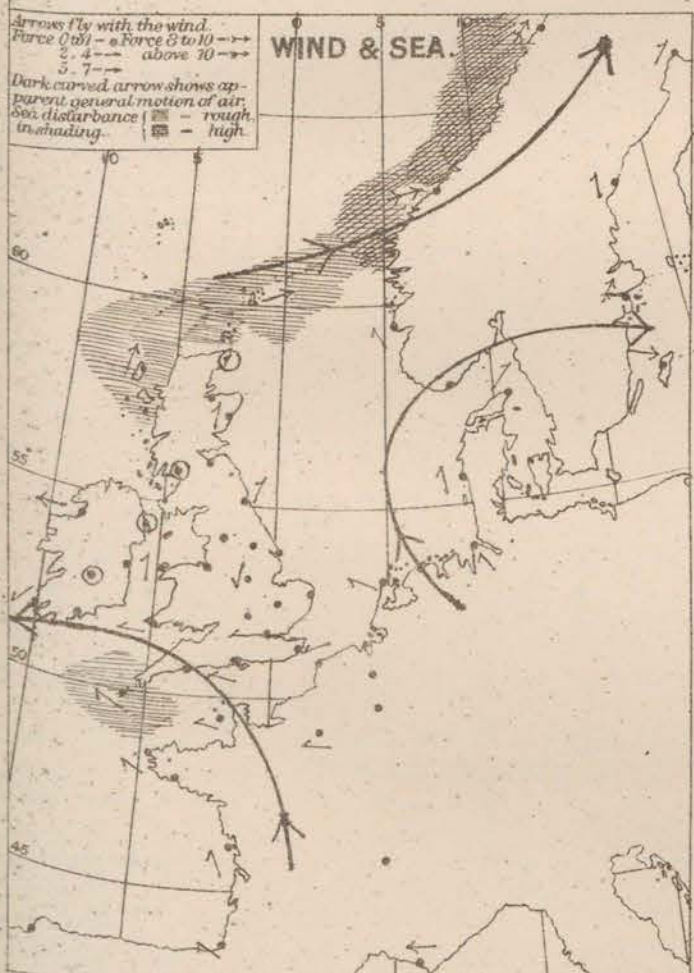 Arrows fly with the wind.
Force 0 to 1 – Force 8 to 10
2 . 4 above 10
5 . 7
Dark curved arrow shows ap-
parent general motion of air.
Sea disturbance – rough.
in shading. – high
WIND & SEA.
0
10
10
5
0
5
60
55
50
45